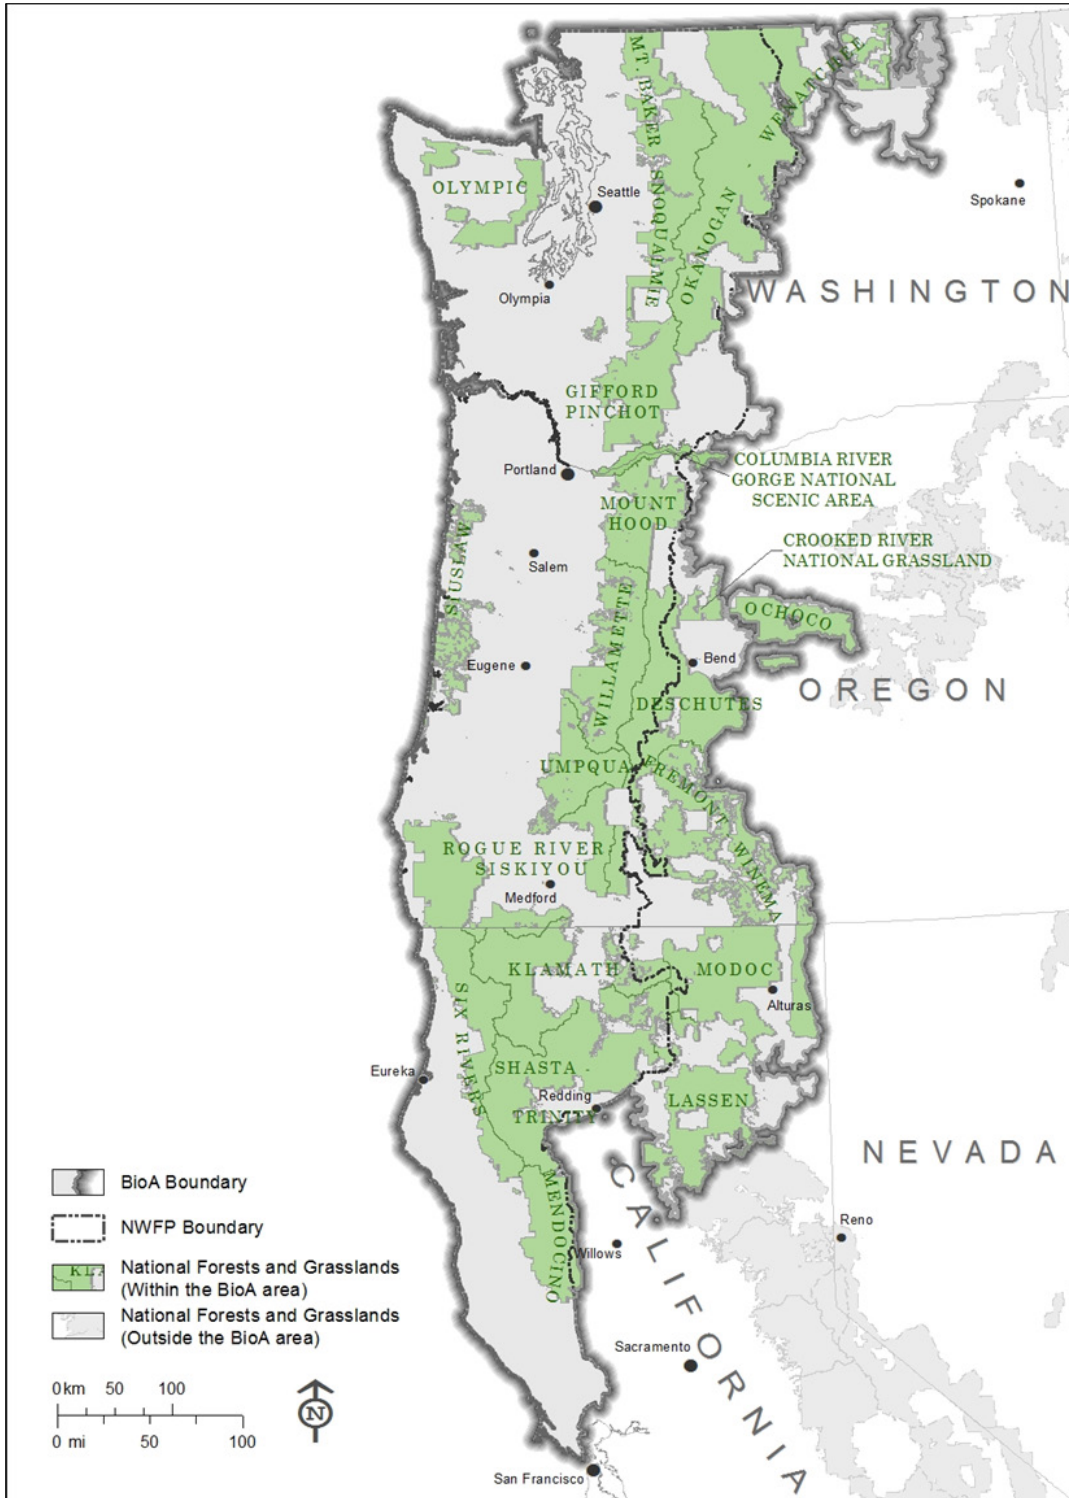 MT. BAKER SNOQUALMIE
WENATCHEE
OKANOGAN
OLYMPIC
Seattle
Spokane
Olympia
WASHINGTON
GIFFORD
PINCHOT
Portland
COLUMBIA RIVER
GORGE NATIONAL
SCENIC AREA
MOUNT
HOOD
CROOKED RIVER
NATIONAL GRASSLAND
SIUSLAW
Salem
WILLAMETTE
OCHOCO
Eugene
Bend
OREGON
DESCHUTES
UMPQUA
FREMONT WINEMA
ROGUE RIVER
SISKIYOU
Medford
KLAMATH
MODOC
Alturas
SIX RIVERS
Eureka
SHASTA
TRINITY
Redding
LASSEN
NEVADA
MENDOCINO
Willows
CALIFORNIA
Reno
Sacramento
San Francisco
BioA Boundary
NWFP Boundary
KLA
National Forests and Grasslands
(Within the BioA area)
National Forests and Grasslands
(Outside the BioA area)
0 km 50 100
0 mi 50 100
N